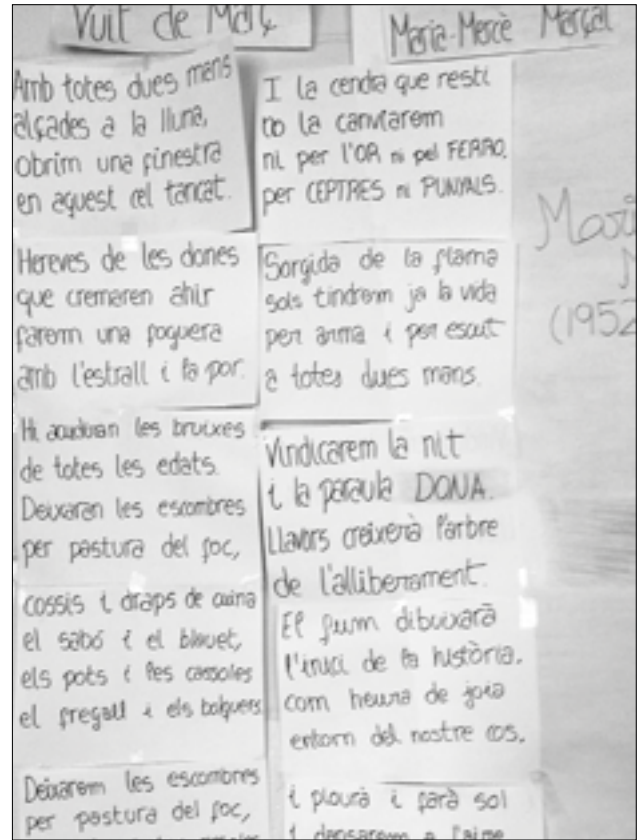 Vuit de Març
Maria-Mercè Marçal
Amb totes dues mans
alçades a la lluna,
obrim una finestra
en aquest cel tancat.
Hereves de les dones
que cremaren ahir
farem una foguera
amb l'estrall i la por.
Hi acudiran les bruixes
de totes les edats.
Deixaran les escombres
per pastura del foc,
cossis i draps de cuina
el sabó i el blauet,
els pots i les cassoles
el fregall i els bolquers.
Deixarem les escombres
per pastura del foc,
I la cendra que resti
no la canviarem
ni per l'OR ni pel FERRO,
per CEPTRES ni PUNYALS.
Sorgida de la flama
sols tindrem ja la vida
per arma i per escut
a totes dues mans.
Vindicarem la nit
i la paraula DONA.
Llavors creixerà l'arbre
de l'alliberament.
El fum dibuixarà
l'inici de la història,
com heura de joia
entorn del nostre cos,
i plourà i farà sol
i dansarem a l'aire
(1952